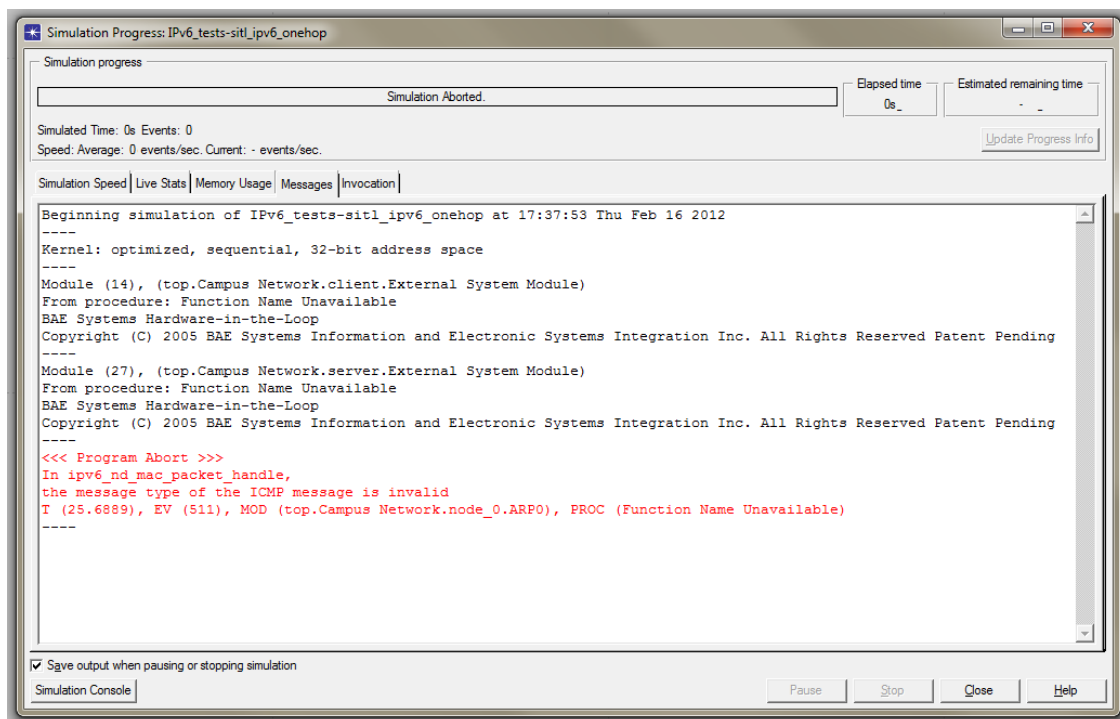 Simulation Progress: IPv6_tests-sitl_ipv6_onehop
Simulation progress
Simulation Aborted.
Elapsed time
0s_
Estimated remaining time
- _
Simulated Time: 0s Events: 0
Speed: Average: 0 events/sec. Current: - events/sec.
Update Progress Info
Simulation Speed Live Stats Memory Usage Messages Invocation
Beginning simulation of IPv6_tests-sitl_ipv6_onehop at 17:37:53 Thu Feb 16 2012
----
Kernel: optimized, sequential, 32-bit address space
----
Module (14), (top.Campus Network.client.External System Module)
From procedure: Function Name Unavailable
BAE Systems Hardware-in-the-Loop
Copyright (C) 2005 BAE Systems Information and Electronic Systems Integration Inc. All Rights Reserved Patent Pending
----
Module (27), (top.Campus Network.server.External System Module)
From procedure: Function Name Unavailable
BAE Systems Hardware-in-the-Loop
Copyright (C) 2005 BAE Systems Information and Electronic Systems Integration Inc. All Rights Reserved Patent Pending
----
<<< Program Abort >>>
In ipv6_nd_mac_packet_handle,
the message type of the ICMP message is invalid
T (25.6889), EV (511), MOD (top.Campus Network.node_0.ARP0), PROC (Function Name Unavailable)
----
Save output when pausing or stopping simulation
Simulation Console
Pause
Stop
Close
Help